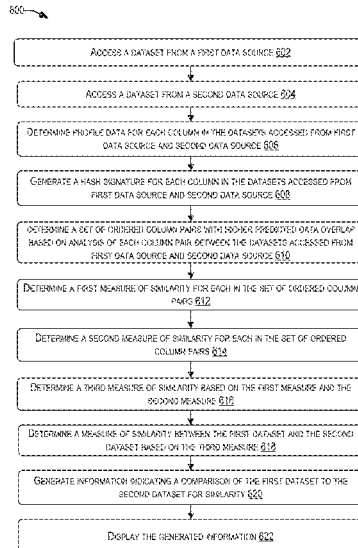 600
ACCESS A DATASET FROM A FIRST DATA SOURCE 602
ACCESS A DATASET FROM A SECOND DATA SOURCE 604
DETERMINE PROFILE DATA FOR EACH COLUMN IN THE DATASETS ACCESSED FROM FIRST
DATA SOURCE AND SECOND DATA SOURCE 606
GENERATE A HASH SIGNATURE FOR EACH COLUMN IN THE DATASETS ACCESSED FROM
FIRST DATA SOURCE AND SECOND DATA SOURCE 608
DETERMINE A SET OF ORDERED COLUMN PAIRS WITH HIGHER PREDICTED DATA OVERLAP
BASED ON ANALYSIS OF EACH COLUMN PAIR BETWEEN THE DATASETS ACCESSED FROM
FIRST DATA SOURCE AND SECOND DATA SOURCE 610
DETERMINE A FIRST MEASURE OF SIMILARITY FOR EACH IN THE SET OF ORDERED COLUMN
PAIRS 612
DETERMINE A SECOND MEASURE OF SIMILARITY FOR EACH IN THE SET OF ORDERED
COLUMN PAIRS 614
DETERMINE A THIRD MEASURE OF SIMILARITY BASED ON THE FIRST MEASURE AND THE
SECOND MEASURE 616
DETERMINE A MEASURE OF SIMILARITY BETWEEN THE FIRST DATASET AND THE SECOND
DATASET BASED ON THE THIRD MEASURE 618
GENERATE INFORMATION INDICATING A COMPARISON OF THE FIRST DATASET TO THE
SECOND DATASET FOR SIMILARITY 620
DISPLAY THE GENERATED INFORMATION 622